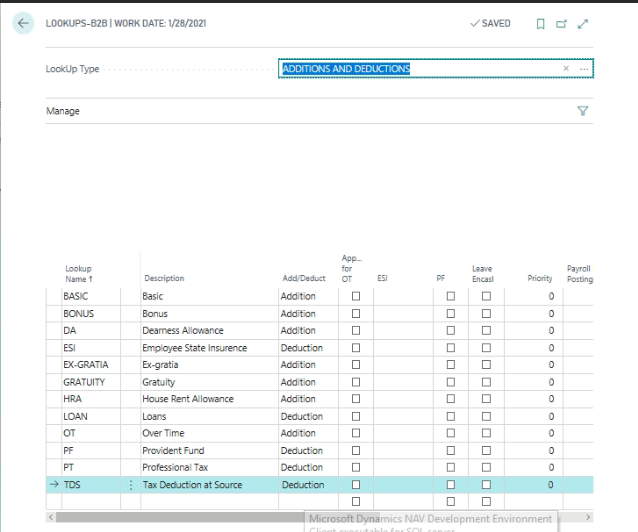 LOOKUPS-B2B | WORK DATE: 1/28/2021
SAVED
LookUp Type
ADDITIONS AND DEDUCTIONS
Manage
Lookup Name ↑ Description Add/Deduct App... for OT ESI PF Leave Encasl Priority Payroll Posting
BASIC Basic Addition 0
BONUS Bonus Addition 0
DA Dearness Allowance Addition 0
ESI Employee State Insurence Deduction 0
EX-GRATIA Ex-gratia Addition 0
GRATUITY Gratuity Addition 0
HRA House Rent Allowance Addition 0
LOAN Loans Deduction 0
OT Over Time Addition 0
PF Provident Fund Deduction 0
PT Professional Tax Deduction 0
TDS Tax Deduction at Source Deduction 0
Microsoft Dynamics NAV Development Environment
Client executable for SQL server